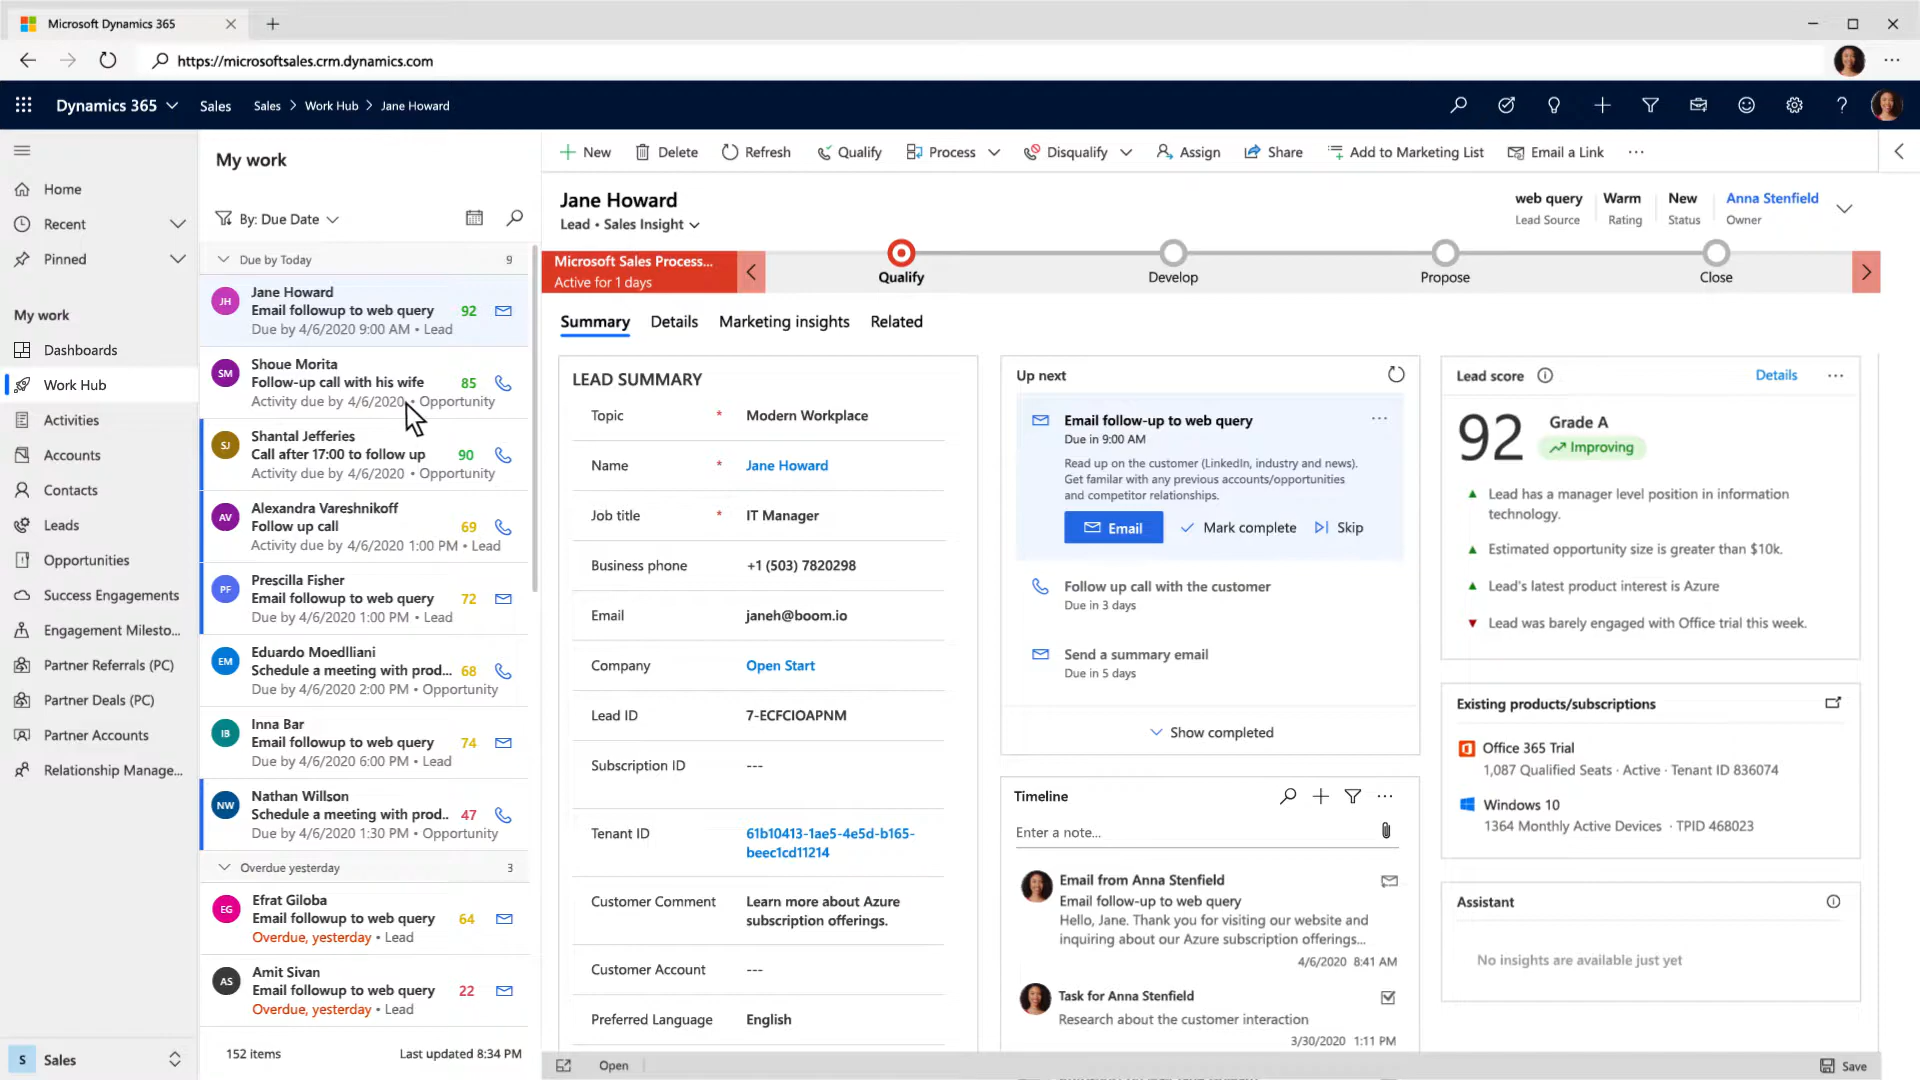 Microsoft Dynamics 365
https://microsoftsales.crm.dynamics.com
Dynamics 365
Sales
Sales > Work Hub > Jane Howard
Home
Recent
Pinned
My work
Dashboards
Work Hub
Activities
Accounts
Contacts
Leads
Opportunities
Success Engagements
Engagement Milesto...
Partner Referrals (PC)
Partner Deals (PC)
Partner Accounts
Relationship Manage...
S Sales
My work
By: Due Date
Due by Today 9
JH
Jane Howard
Email followup to web query 92
Due by 4/6/2020 9:00 AM • Lead
SM
Shoue Morita
Follow-up call with his wife 85
Activity due by 4/6/2020 • Opportunity
SJ
Shantal Jefferies
Call after 17:00 to follow up 90
Activity due by 4/6/2020 • Opportunity
AV
Alexandra Vareshnikoff
Follow up call 69
Activity due by 4/6/2020 1:00 PM • Lead
PF
Prescilla Fisher
Email followup to web query 72
Due by 4/6/2020 1:00 PM • Lead
EM
Eduardo Moedlliani
Schedule a meeting with prod... 68
Due by 4/6/2020 2:00 PM • Opportunity
IB
Inna Bar
Email followup to web query 74
Due by 4/6/2020 6:00 PM • Lead
NW
Nathan Willson
Schedule a meeting with prod.. 47
Due by 4/6/2020 1:30 PM • Opportunity
Overdue yesterday 3
EG
Efrat Giloba
Email followup to web query 64
Overdue, yesterday • Lead
AS
Amit Sivan
Email followup to web query 22
Overdue, yesterday • Lead
152 items Last updated 8:34 PM
New Delete Refresh Qualify Process Disqualify Assign Share Add to Marketing List Email a Link
Jane Howard
Lead • Sales Insight
web query
Lead Source
Warm
Rating
New
Status
Anna Stenfield
Owner
Microsoft Sales Process...
Active for 1 days
Qualify
Develop
Propose
Close
Summary Details Marketing insights Related
LEAD SUMMARY
Topic * Modern Workplace
Name * Jane Howard
Job title * IT Manager
Business phone +1 (503) 7820298
Email janeh@boom.io
Company Open Start
Lead ID 7-ECFCIOAPNM
Subscription ID ---
Tenant ID 61b10413-1ae5-4e5d-b165-
beec1cd11214
Customer Comment Learn more about Azure
subscription offerings.
Customer Account ---
Preferred Language English
Up next
Email follow-up to web query
Due in 9:00 AM
Read up on the customer (LinkedIn, industry and news).
Get familar with any previous accounts/opportunities
and competitor relationships.
Email Mark complete Skip
Follow up call with the customer
Due in 3 days
Send a summary email
Due in 5 days
Show completed
Timeline
Enter a note...
Email from Anna Stenfield
Email follow-up to web query
Hello, Jane. Thank you for visiting our website and
inquiring about our Azure subscription offerings...
4/6/2020 8:41 AM
Task for Anna Stenfield
Research about the customer interaction
3/30/2020 1:11 PM
Lead score Details
92
Grade A
Improving
Lead has a manager level position in information
technology.
Estimated opportunity size is greater than $10k.
Lead's latest product interest is Azure
Lead was barely engaged with Office trial this week.
Existing products/subscriptions
Office 365 Trial
1,087 Qualified Seats · Active · Tenant ID 836074
Windows 10
1364 Monthly Active Devices · TPID 468023
Assistant
No insights are available just yet
Open
Save